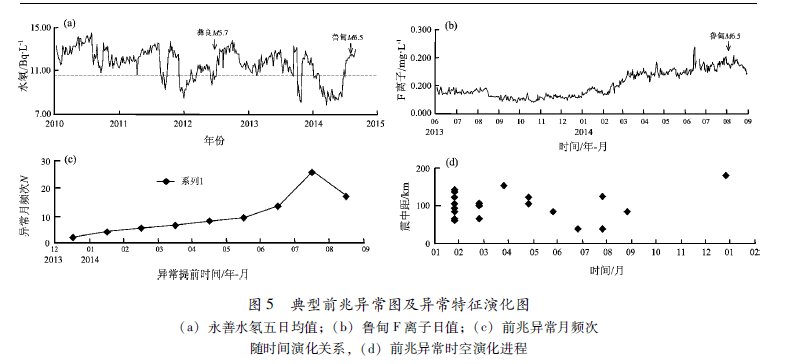 (a)
15.00
11.00
7.00
水氡/Bq·L⁻¹
彝良M5.7
鲁甸M6.5
2010 2011 2012 2013 2014 2015
年份
(b)
0.300
0.200
0.100
0.000
F离子/mg·L⁻¹
鲁甸M6.5
06 07 08 09 10 11 12 01 02 03 04 05 06 07 08 09
2013 2014
时间/年-月
(c)
30
20
10
0
异常月频次N
系列1
12 01 02 03 04 05 06 07 08 09
2013 2014
异常提前时间/年-月
(d)
200
100
0
震中距/km
01 02 03 04 05 06 07 08 09 10 11 12 01 02
时间/月
图5 典型前兆异常图及异常特征演化图
(a) 永善水氡五日均值; (b) 鲁甸F离子日值; (c) 前兆异常月频次
随时间演化关系, (d) 前兆异常时空演化进程